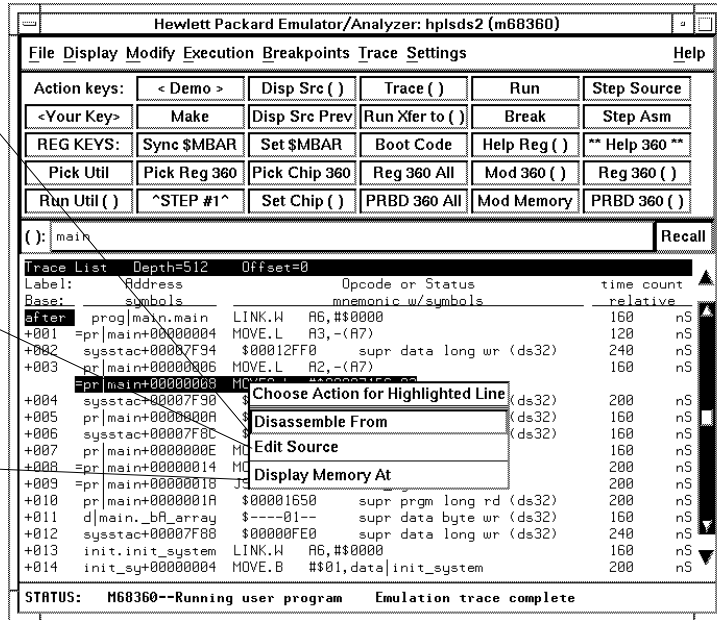 Hewlett Packard Emulator/Analyzer: hplsds2 (m68360)
File Display Modify Execution Breakpoints Trace Settings Help
Action keys: < Demo > Disp Src ( ) Trace ( ) Run Step Source
<Your Key> Make Disp Src Prev Run Xfer to ( ) Break Step Asm
REG KEYS: Sync $MBAR Set $MBAR Boot Code Help Reg ( ) ** Help 360 **
Pick Util Pick Reg 360 Pick Chip 360 Reg 360 All Mod 360 ( ) Reg 360 ( )
Run Util ( ) ^STEP #1^ Set Chip ( ) PRBD 360 All Mod Memory PRBD 360 ( )
( ): main Recall
Trace List Depth=512 Offset=0
Label: Address Opcode or Status time count
Base: symbols mnemonic w/symbols relative
after prog|main.main LINK.W A6,#$0000 160 nS
+001 =pr|main+00000004 MOVE.L A3,-(A7) 120 nS
+002 sysstac+00007F94 $00012FF0 supr data long wr (ds32) 240 nS
+003 pr|main+00000006 MOVE.L A2,-(A7) 160 nS
=pr|main+00000008
Choose Action for Highlighted Line
+004 sysstac+00007F90 $ (ds32) 200 nS
Disassemble From
+005 pr|main+0000000A $ (ds32) 160 nS
+006 sysstac+00007F8C $ (ds32) 200 nS
Edit Source
+007 pr|main+0000000E MO 160 nS
+008 =pr|main+00000014 MO 200 nS
Display Memory At
+009 =pr|main+00000018 JS 200 nS
+010 pr|main+0000001A $00001650 supr prgm long rd (ds32) 200 nS
+011 d|main._bA_array $----01-- supr data byte wr (ds32) 160 nS
+012 sysstac+00007F88 $00000FE0 supr data long wr (ds32) 200 nS
+013 init.init_system LINK.W A6,#$0000 160 nS
+014 init_sy+00000004 MOVE.B #$01,data|init_system 200 nS
STATUS: M68360--Running user program Emulation trace complete